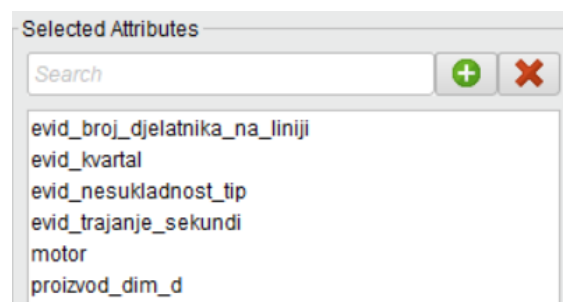 Selected Attributes
Search
evid_broj_djelatnika_na_liniji
evid_kvartal
evid_nesukladnost_tip
evid_trajanje_sekundi
motor
proizvod_dim_d